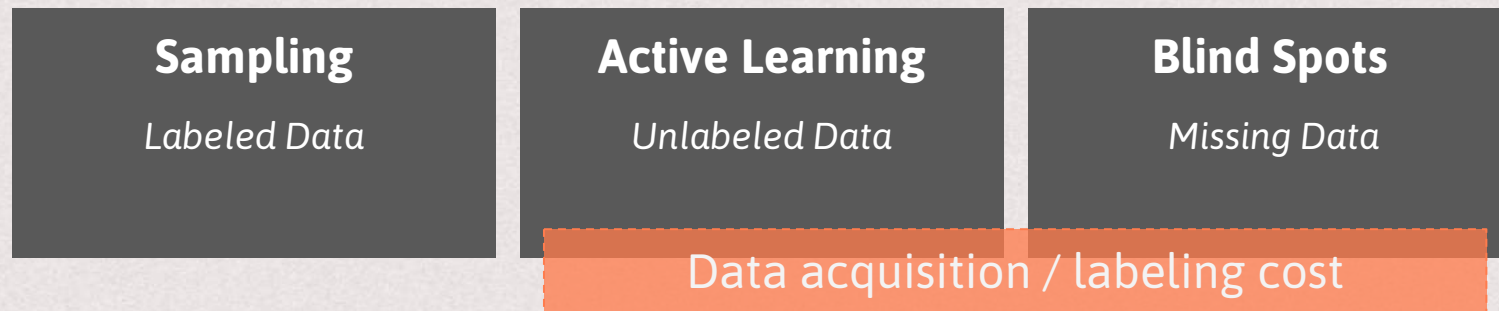 Sampling
Labeled Data
Active Learning
Unlabeled Data
Blind Spots
Missing Data
Data acquisition / labeling cost